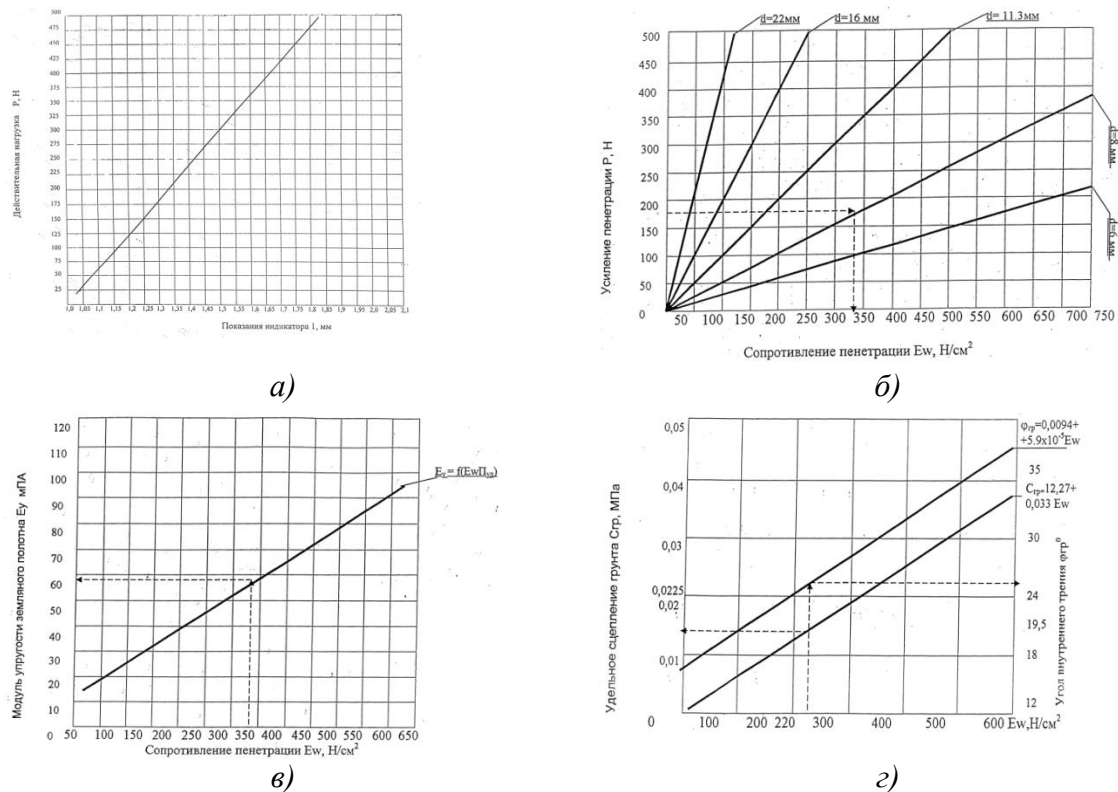 500
475
450
425
400
375
350
325
300
275
250
225
200
175
150
125
100
75
50
25
Действительная нагрузка P, Н
1,0 1,05 1,1 1,15 1,2 1,25 1,3 1,35 1,4 1,45 1,5 1,55 1,6 1,65 1,7 1,75 1,8 1,85 1,9 1,95 2,0 2,05 2,1
Показания индикатора 1, мм
а)
d=22мм
d=16 мм
d= 11.3мм
d=8 мм
d=6 мм
500
450
400
350
300
250
200
150
100
50
0
Усиление пенетрации Р, Н
50 100 150 200 250 300 350 400 450 500 550 600 650 700 750
Сопротивление пенетрации Ew, Н/см²
б)
120
110
100
90
80
70
60
50
40
30
20
10
0
Модуль упругости земляного полотна Еу мПА
50 100 150 200 250 300 350 400 450 500 550 600 650
Сопротивление пенетрации Ew, Н/см²
в)
0,05
0,04
0,03
0,0225
0,02
0,01
0
Удельное сцепление грунта Сгр, МПа
φгр=0,0094+
+5.9x10⁻⁵Ew
35
Сгр=12,27+
0,033 Ew
30
24
19,5
18
12
Угол внутреннего трения φгр⁰
100 200 220 300 400 500 600 Ew,Н/см²
г)